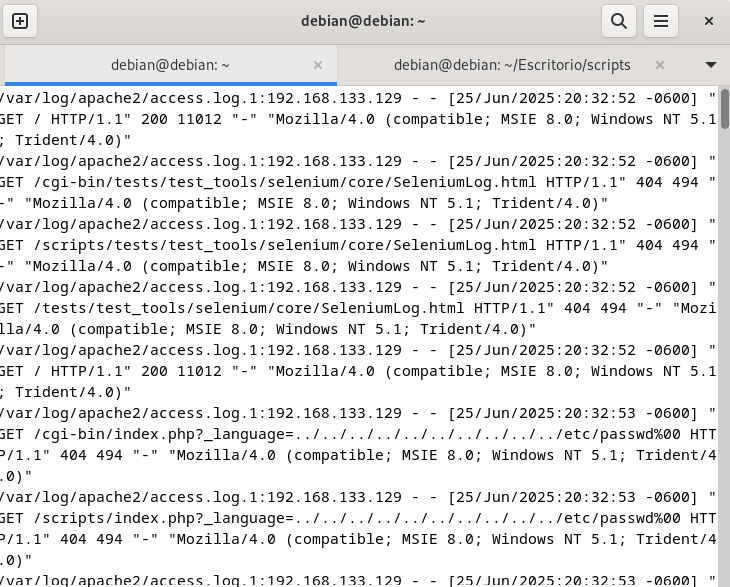 debian@debian: ~
debian@debian: ~
debian@debian: ~/Escritorio/scripts
/var/log/apache2/access.log.1:192.168.133.129 - - [25/Jun/2025:20:32:52 -0600] "
GET / HTTP/1.1" 200 11012 "-" "Mozilla/4.0 (compatible; MSIE 8.0; Windows NT 5.1
; Trident/4.0)"
/var/log/apache2/access.log.1:192.168.133.129 - - [25/Jun/2025:20:32:52 -0600] "
GET /cgi-bin/tests/test_tools/selenium/core/SeleniumLog.html HTTP/1.1" 404 494 "
-" "Mozilla/4.0 (compatible; MSIE 8.0; Windows NT 5.1; Trident/4.0)"
/var/log/apache2/access.log.1:192.168.133.129 - - [25/Jun/2025:20:32:52 -0600] "
GET /scripts/tests/test_tools/selenium/core/SeleniumLog.html HTTP/1.1" 404 494 "
-" "Mozilla/4.0 (compatible; MSIE 8.0; Windows NT 5.1; Trident/4.0)"
/var/log/apache2/access.log.1:192.168.133.129 - - [25/Jun/2025:20:32:52 -0600] "
GET /tests/test_tools/selenium/core/SeleniumLog.html HTTP/1.1" 404 494 "-" "Mozi
lla/4.0 (compatible; MSIE 8.0; Windows NT 5.1; Trident/4.0)"
/var/log/apache2/access.log.1:192.168.133.129 - - [25/Jun/2025:20:32:52 -0600] "
GET / HTTP/1.1" 200 11012 "-" "Mozilla/4.0 (compatible; MSIE 8.0; Windows NT 5.1
; Trident/4.0)"
/var/log/apache2/access.log.1:192.168.133.129 - - [25/Jun/2025:20:32:53 -0600] "
GET /cgi-bin/index.php?_language=../../../../../../../../../../etc/passwd%00 HTT
P/1.1" 404 494 "-" "Mozilla/4.0 (compatible; MSIE 8.0; Windows NT 5.1; Trident/4
.0)"
/var/log/apache2/access.log.1:192.168.133.129 - - [25/Jun/2025:20:32:53 -0600] "
GET /scripts/index.php?_language=../../../../../../../../../../etc/passwd%00 HTT
P/1.1" 404 494 "-" "Mozilla/4.0 (compatible; MSIE 8.0; Windows NT 5.1; Trident/4
.0)"
/var/log/apache2/access.log.1:192.168.133.129 - - [25/Jun/2025:20:32:53 -0600] "